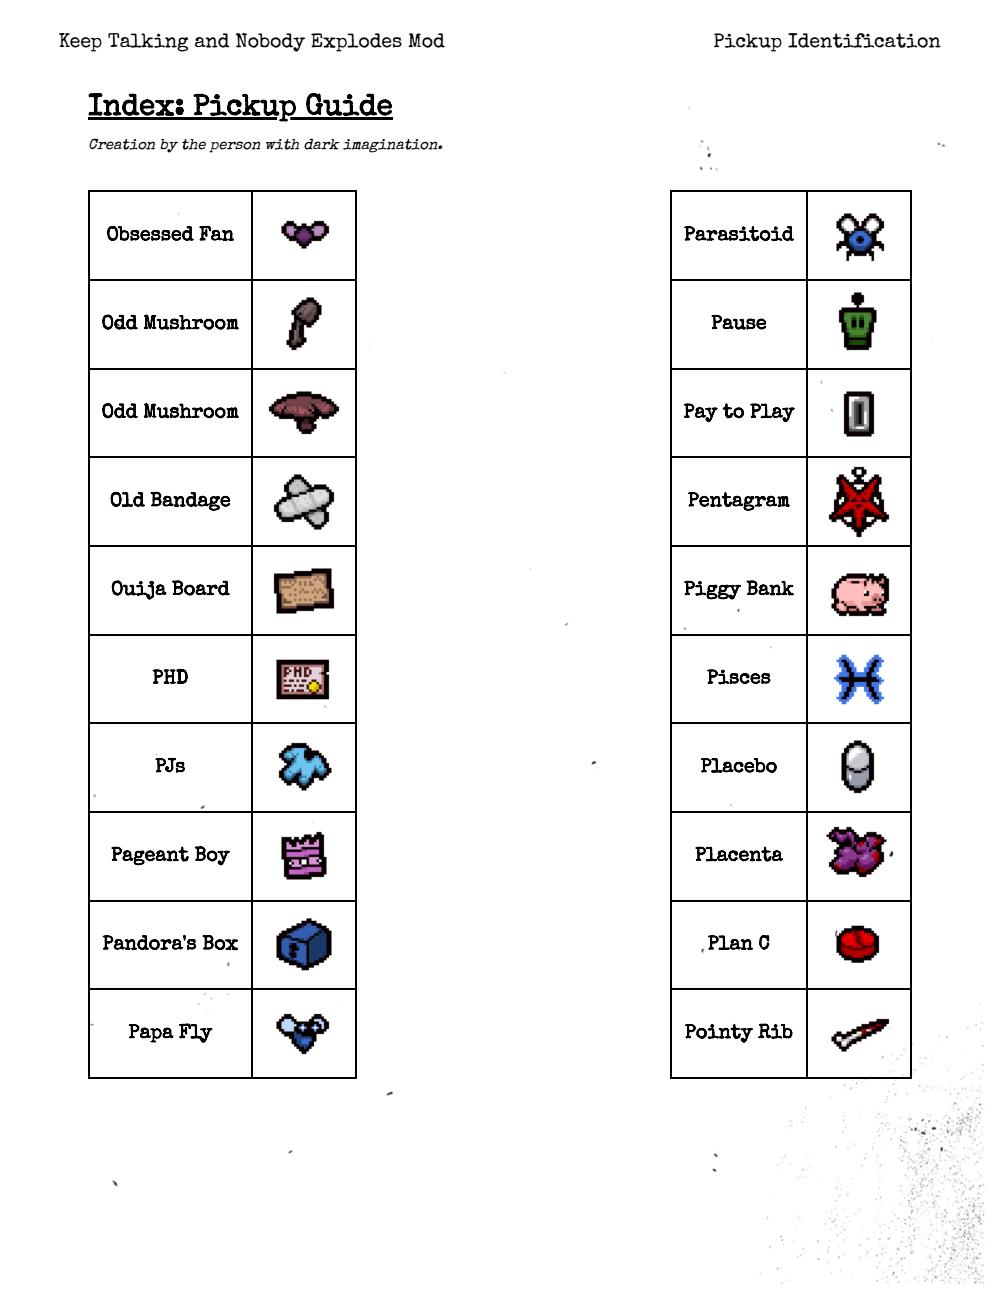 Keep Talking and Nobody Explodes Mod
Pickup Identification
Index: Pickup Guide
Creation by the person with dark imagination.
Obsessed Fan
Odd Mushroom
Odd Mushroom
Old Bandage
Ouija Board
PHD
PHD
PJs
Pageant Boy
Pandora's Box
Papa Fly
Parasitoid
Pause
Pay to Play
Pentagram
Piggy Bank
Pisces
Placebo
Placenta
Plan C
Pointy Rib